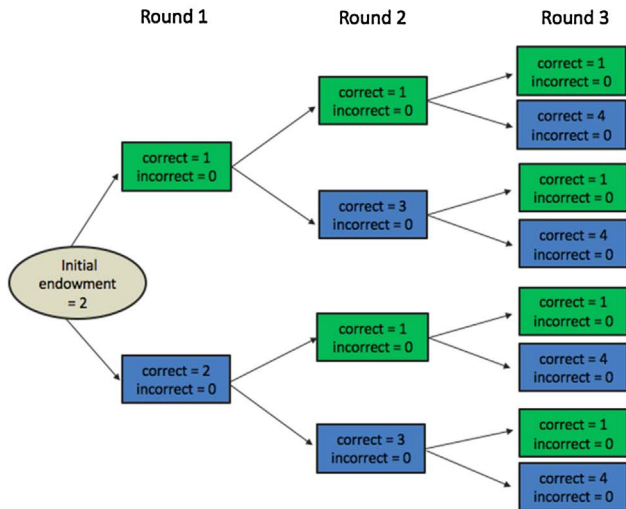 Round 1
Round 2
Round 3
correct = 1
incorrect = 0
correct = 1
incorrect = 0
correct = 4
incorrect = 0
correct = 1
incorrect = 0
correct = 3
incorrect = 0
correct = 1
incorrect = 0
correct = 4
incorrect = 0
Initial
endowment
= 2
correct = 1
incorrect = 0
correct = 1
incorrect = 0
correct = 4
incorrect = 0
correct = 2
incorrect = 0
correct = 3
incorrect = 0
correct = 1
incorrect = 0
correct = 4
incorrect = 0